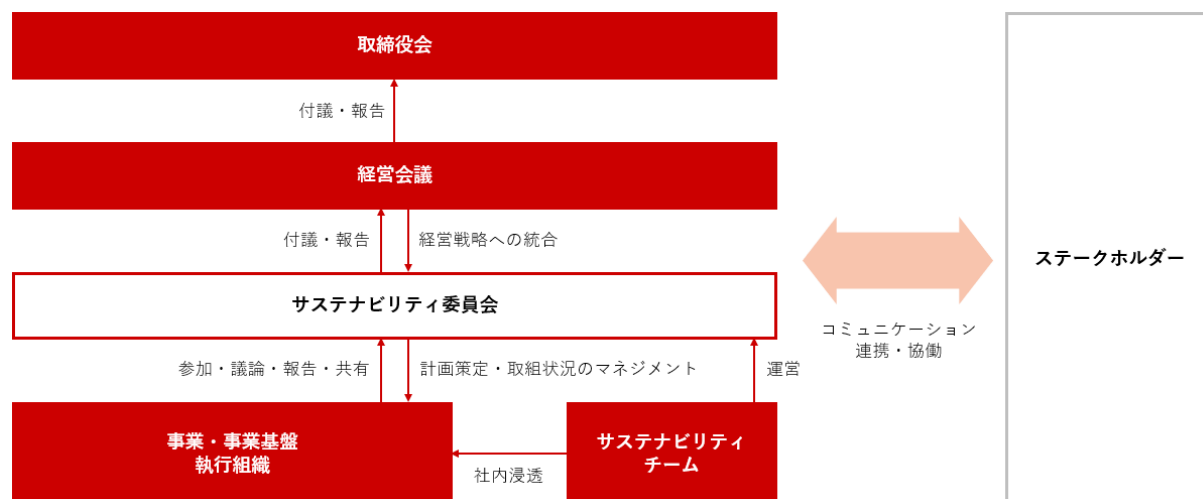 取締役会
付議・報告
経営会議
付議・報告
経営戦略への統合
サステナビリティ委員会
参加・議論・報告・共有
計画策定・取組状況のマネジメント
運営
事業・事業基盤
執行組織
社内浸透
サステナビリティ
チーム
コミュニケーション
連携・協働
ステークホルダー